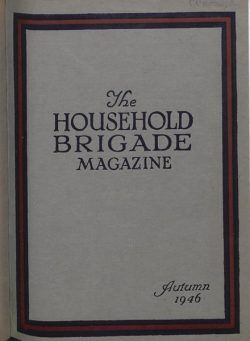 The
HOUSEHOLD
BRIGADE
MAGAZINE
Autumn
1946